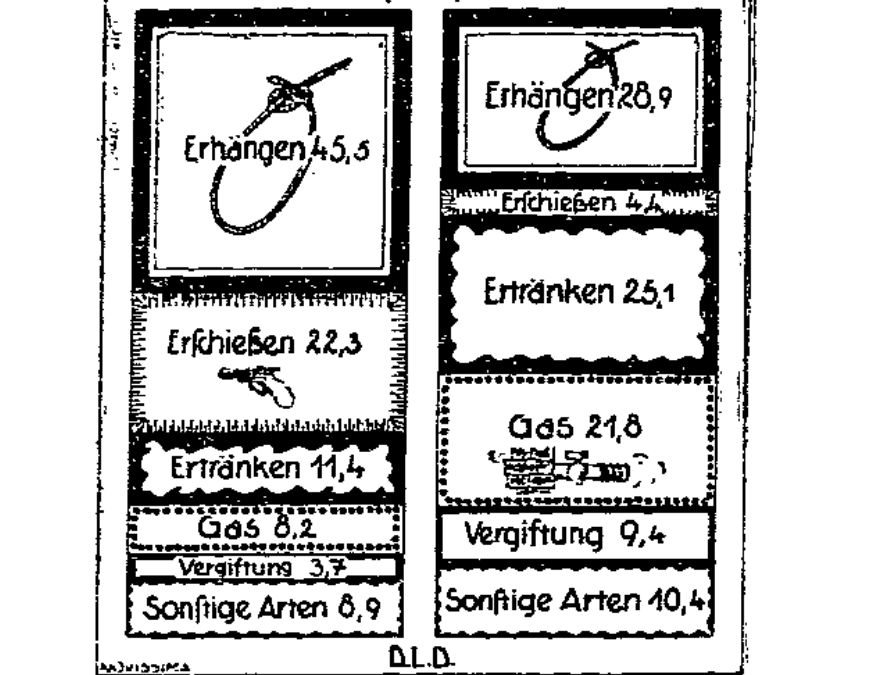 Erhängen 45,5
Erſchießen 22,3
Ertränken 11,4
Gas 8,2
Vergiftung 3,7
Sonſtige Arten 8,9
Erhängen 28,9
Erſchießen 4,4
Ertränken 25,1
Gas 21,8
Vergiftung 9,4
Sonſtige Arten 10,4
D.L.D.